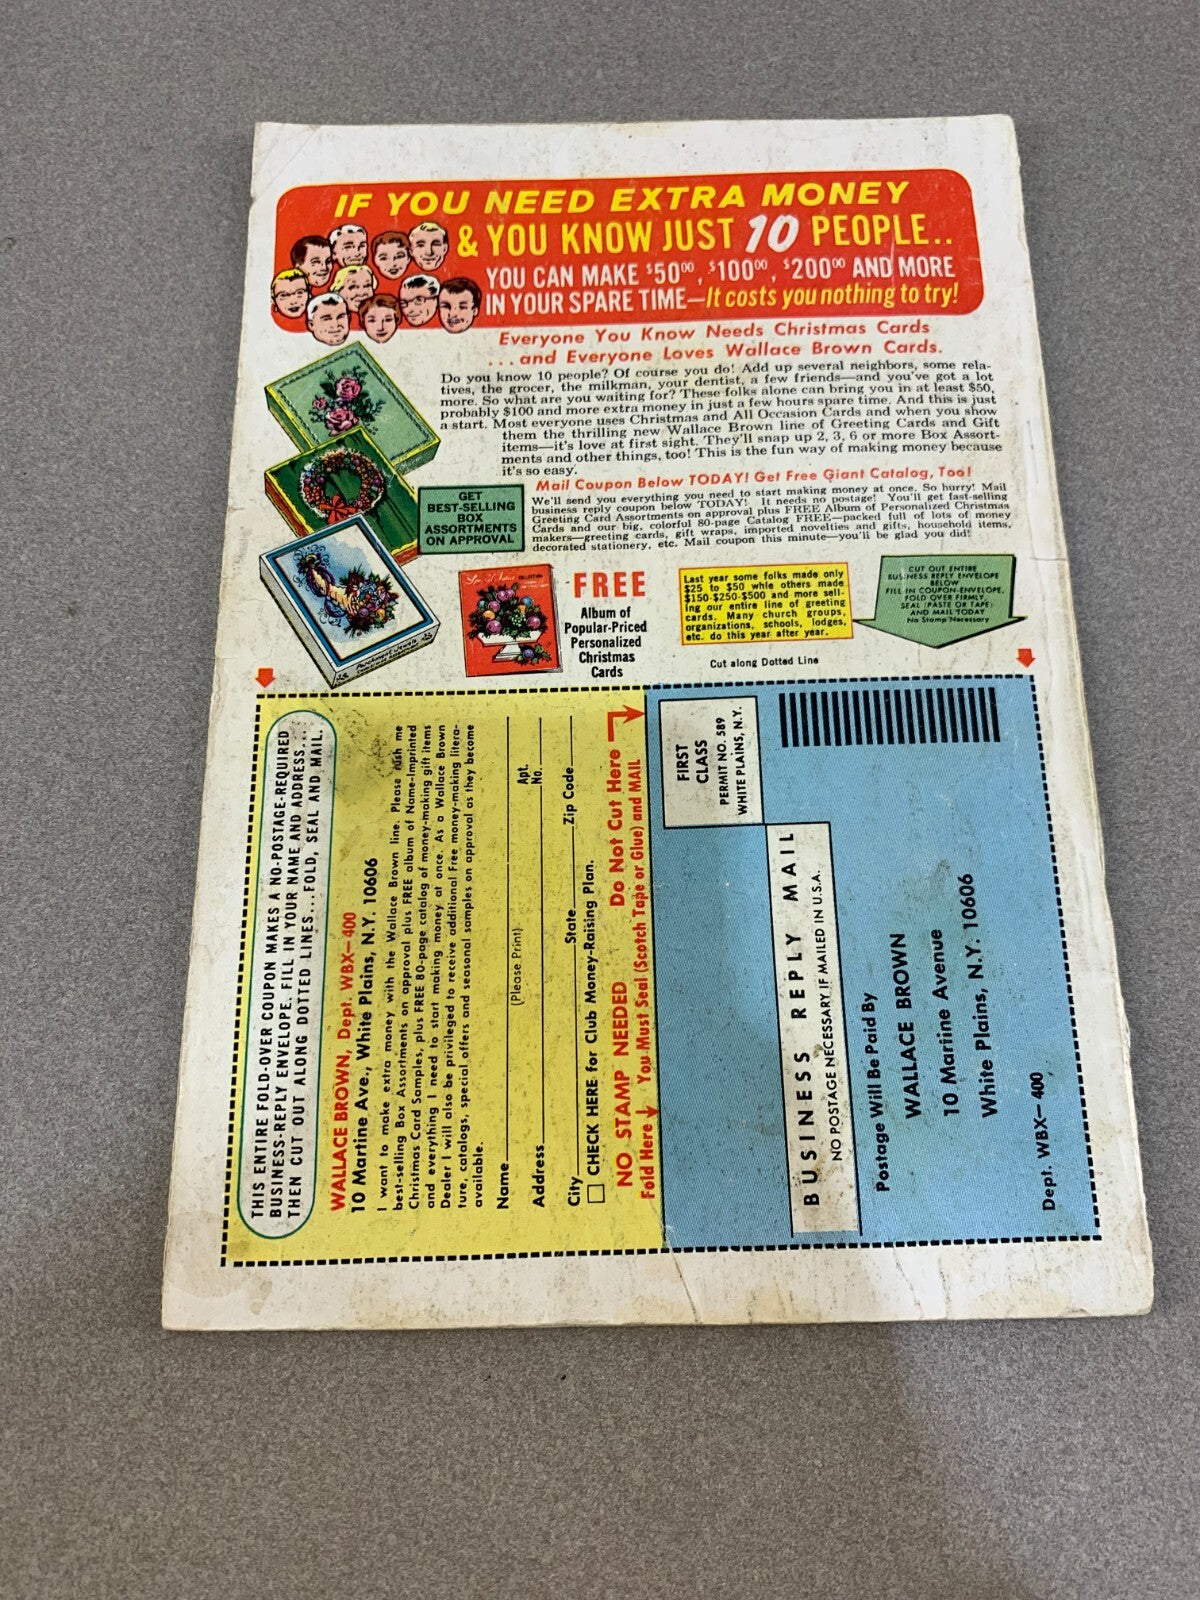 IF YOU NEED EXTRA MONEY
& YOU KNOW JUST 10 PEOPLE..
YOU CAN MAKE $50.00, $100.00, $200.00 AND MORE
IN YOUR SPARE TIME—It costs you nothing to try!
Everyone You Know Needs Christmas Cards
...and Everyone Loves Wallace Brown Cards.
Do you know 10 people? Of course you do! Add up several neighbors, some rela-
tives, the grocer, the milkman, your dentist, a few friends—and you've got a lot
more. So what are you waiting for? These folks alone can bring you in at least $50,
probably $100 and more extra money in just a few hours spare time. And this is just
a start. Most everyone uses Christmas and All Occasion Cards and when you show
them the thrilling new Wallace Brown line of Greeting Cards and Gift
items—it's love at first sight. They'll snap up 2, 3, 6 or more Box Assort-
ments and other things, too! This is the fun way of making money because
it's so easy.
Mail Coupon Below TODAY! Get Free Giant Catalog, Too!
We'll send you everything you need to start making money at once. So hurry! Mail
business reply coupon below TODAY! It needs no postage! You'll get fast-selling
Greeting Card Assortments on approval plus FREE Album of Personalized Christmas
Cards and our big, colorful 80-page Catalog FREE—packed full of lots of money
makers—greeting cards, gift wraps, imported novelties and gifts, household items,
decorated stationery, etc. Mail coupon this minute—you'll be glad you did!
GET
BEST-SELLING
BOX
ASSORTMENTS
ON APPROVAL
FREE
Album of
Popular-Priced
Personalized
Christmas
Cards
Last year some folks made only
$25 to $50 whle others made
$150-$250-$500 and more sell-
ing our entire line of greeting
cards. Many church groups,
organizations, schools, lodges,
etc. do this year after year.
CUT OUT ENTIRE
BUSINESS REPLY ENVELOPE
BELOW
FILL IN COUPON-ENVELOPE,
FOLD OVER FIRMLY,
SEAL (PASTE OR TAPE)
AND MAIL TODAY
No Stamp Necessary
Cut along Dotted Line
THIS ENTIRE FOLD-OVER COUPON MAKES A NO-POSTAGE-REQUIRED
BUSINESS-REPLY ENVELOPE. FILL IN YOUR NAME AND ADDRESS...
THEN CUT OUT ALONG DOTTED LINES...FOLD, SEAL AND MAIL.
WALLACE BROWN, Dept. WBX—400
10 Martine Ave., White Plains, N.Y. 10606
I want to make extra money with the Wallace Brown line. Please rush me
best-selling Box Assortments on approval plus FREE album of Name-Imprinted
Christmas Card Samples, plus FREE 80-page catalog of money-making gift items
and everything I need to start making money at once. As a Wallace Brown
Dealer I will also be privileged to receive additional Free money-making litera-
ture, catalogs, special offers and seasonal samples on approval as they become
available.
Name
(Please Print)
Address Apt. No.
City State Zip Code
CHECK HERE for Club Money-Raising Plan.
NO STAMP NEEDED Do Not Cut Here
Fold Here You Must Seal (Scotch Tape or Glue) and MAIL
FIRST
CLASS
PERMIT NO. 589
WHITE PLAINS, N.Y.
BUSINESS REPLY MAIL
NO POSTAGE NECESSARY IF MAILED IN U.S.A.
Postage Will Be Paid By
WALLACE BROWN
10 Martine Avenue
White Plains, N.Y. 10606
Dept. WBX—400